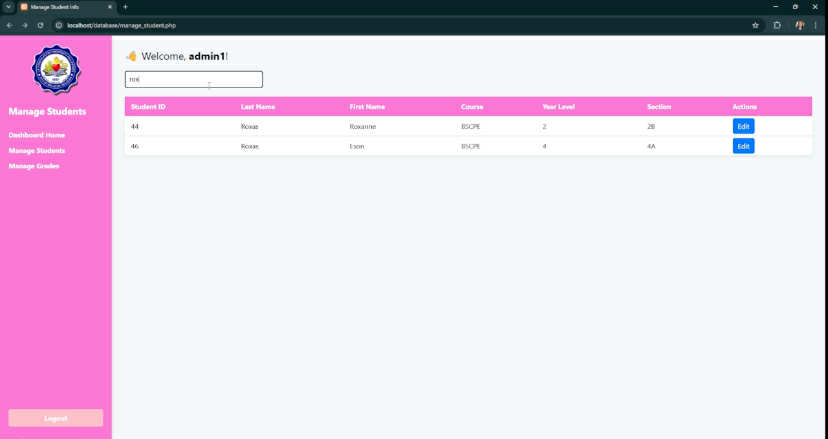 Manage Student Info
localhost/database/manage_student.php
👋 Welcome, admin1!
rox
Manage Students
Dashboard Home
Manage Students
Manage Grades
Logout
Student ID Last Name First Name Course Year Level Section Actions
44 Roxas Roxanne BSCPE 2 2B Edit
46 Roxas BSCPE 4 4A Edit